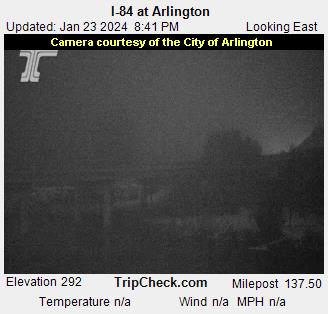 I-84 at Arlington
Updated: Jan 23 2024 8:41 PM Looking East
Camera courtesy of the City of Arlington
Elevation 292 TripCheck.com Milepost 137.50
Temperature n/a Wind n/a MPH n/a